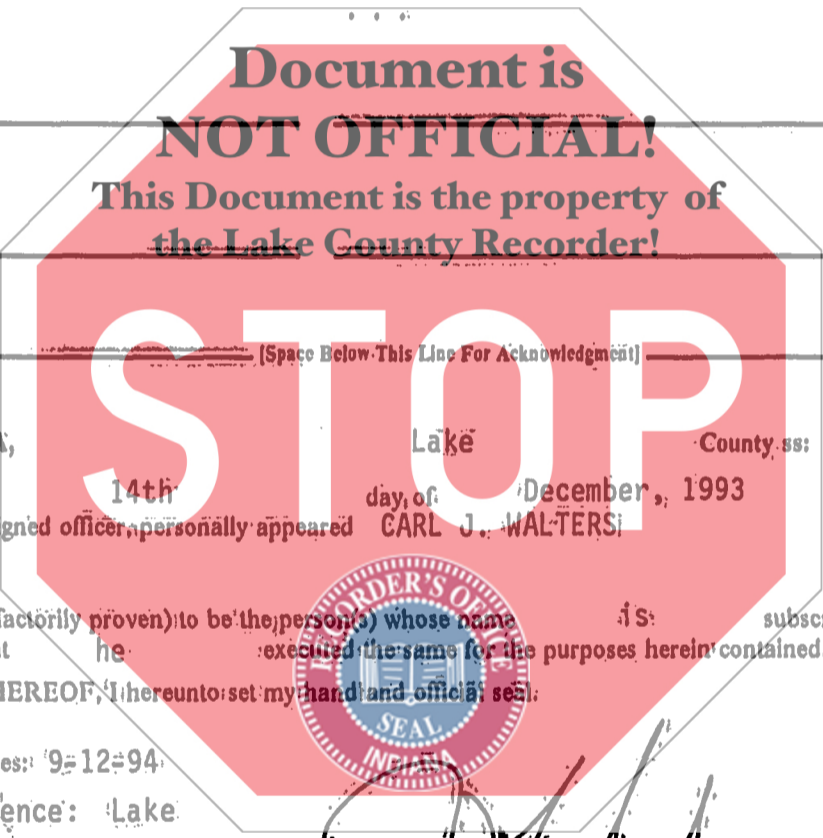 Document is
NOT OFFICIAL!
This Document is the property of
the Lake County Recorder!
STOP
[Space Below This Line For Acknowledgment]
Lake County ss:
14th day of December, 1993
gned officer, personally appeared CARL J. WALTERS
factorily proven) to be the person(s) whose name is subsc
he executed the same for the purposes herein contained
HEREOF, I hereunto set my hand and official seal.
RECORDER'S OFFICE
SEAL
INDIANA
es: 9-12-94
ence: Lake